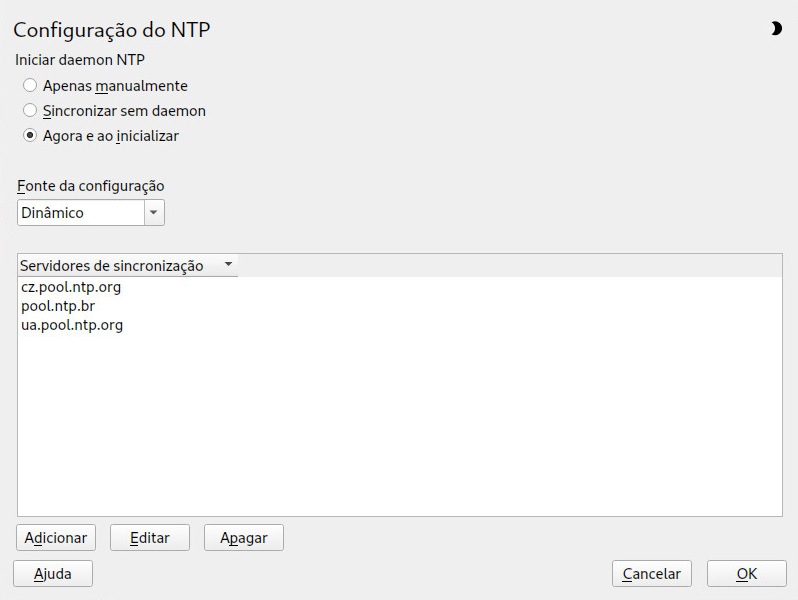 Configuração do NTP
Iniciar daemon NTP
Apenas manualmente
Sincronizar sem daemon
Agora e ao inicializar
Fonte da configuração
Dinâmico
Servidores de sincronização
cz.pool.ntp.org
pool.ntp.br
ua.pool.ntp.org
Adicionar Editar Apagar
Ajuda Cancelar OK